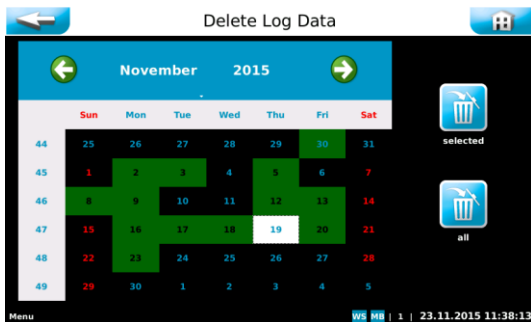 Delete Log Data
November 2015
Sun Mon Tue Wed Thu Fri Sat
44 25 26 27 28 29 30 31
45 1 2 3 4 5 6 7
46 8 9 10 11 12 13 14
47 15 16 17 18 19 20 21
48 22 23 24 25 26 27 28
49 29 30 1 2 3 4 5
selected
all
Menu WS MB | 1 | 23.11.2015 11:38:13